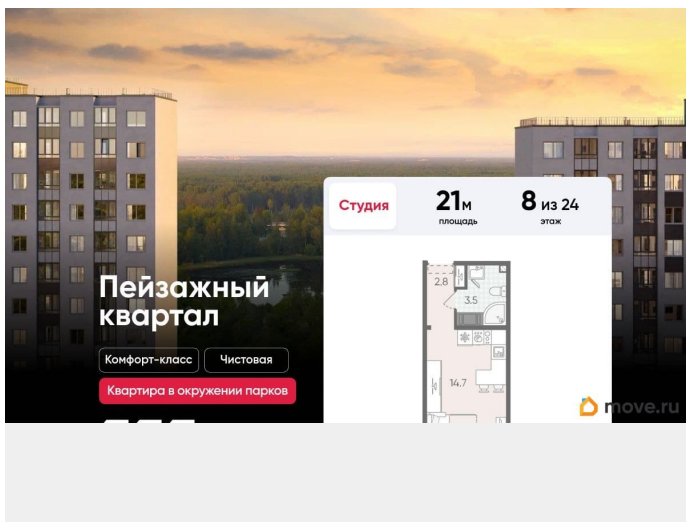 Студия
21м
площадь
8 из 24
этаж
Пейзажный
квартал
2.8
3.5
14.7
Комфорт-класс
Чистовая
Квартира в окружении парков
move.ru